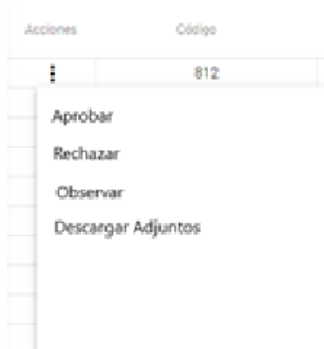 Acciones Código
812
Aprobar
Rechazar
Observar
Descargar Adjuntos